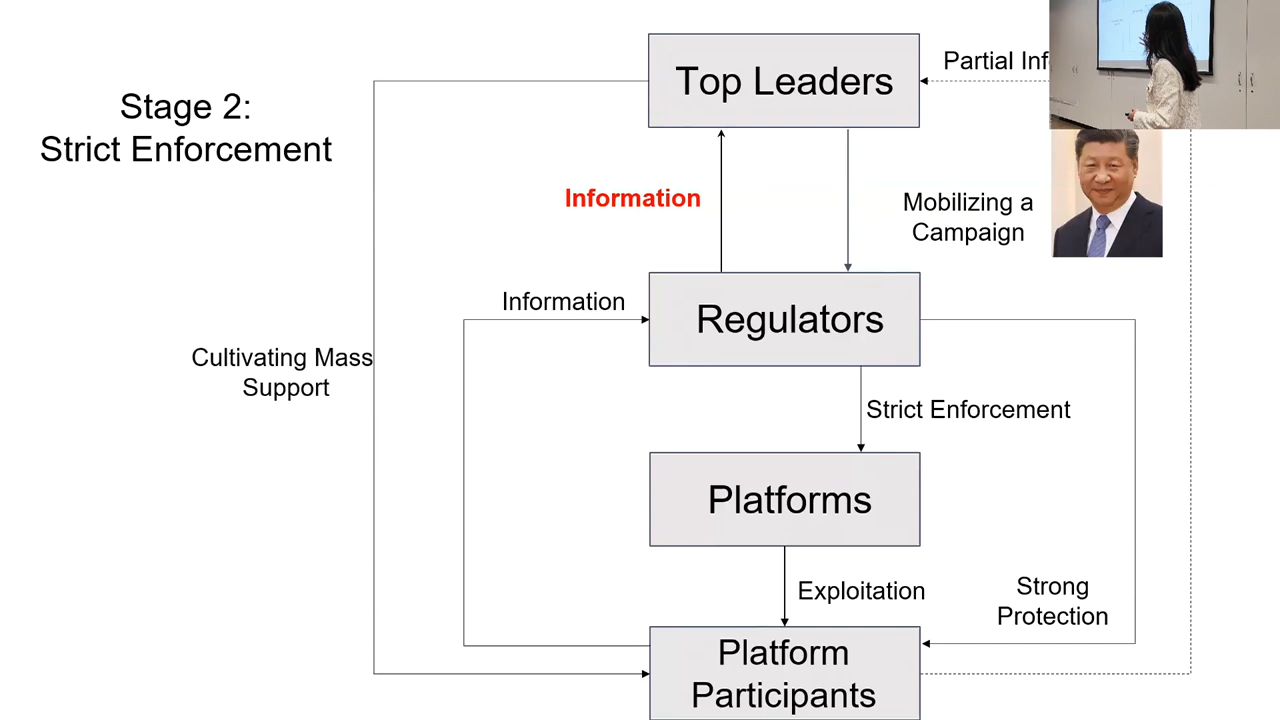 Stage 2:
Strict Enforcement
Top Leaders
Partial
Information
Mobilizing a
Campaign
Information
Regulators
Cultivating Mass
Support
Strict Enforcement
Platforms
Exploitation
Strong
Protection
Platform
Participants